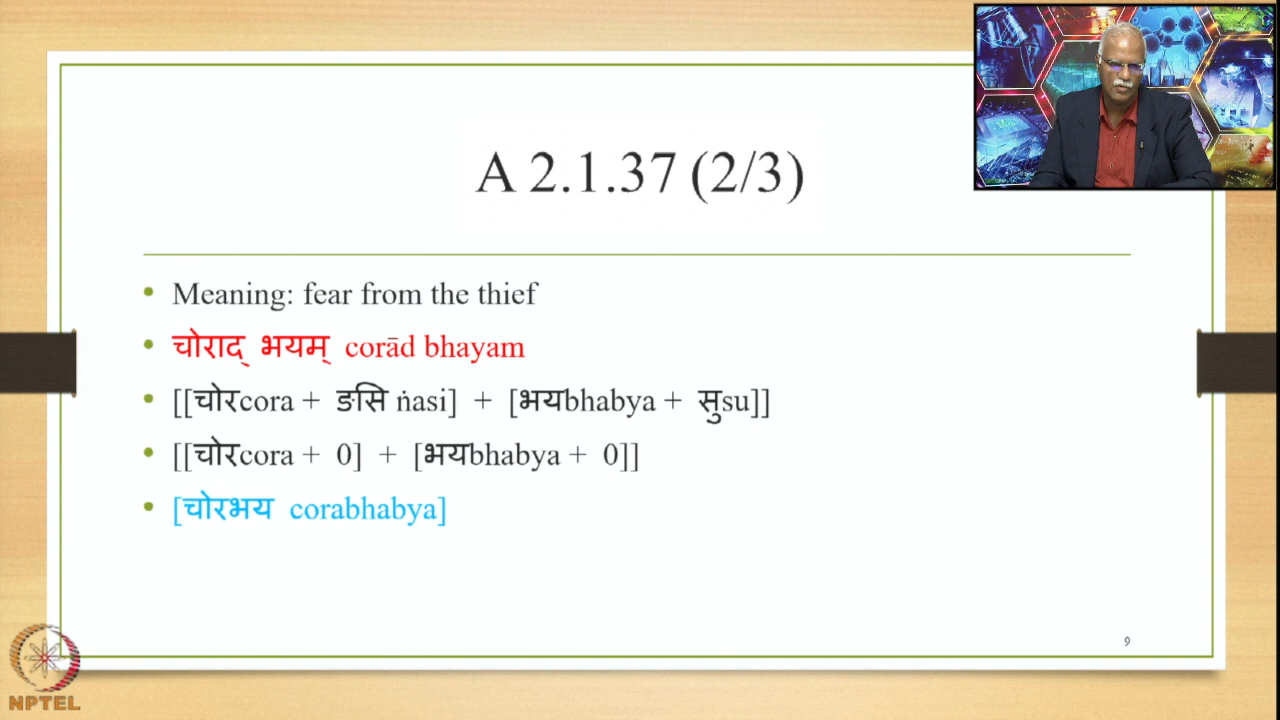 A 2.1.37 (2/3)
Meaning: fear from the thief
चोराद् भयम् corād bhayam
[[चोरcora + ङसि ṅasi] + [भयbhabya + सुsu]]
[[चोरcora + 0] + [भयbhabya + 0]]
[चोरभय corabhabya]
9
NPTEL